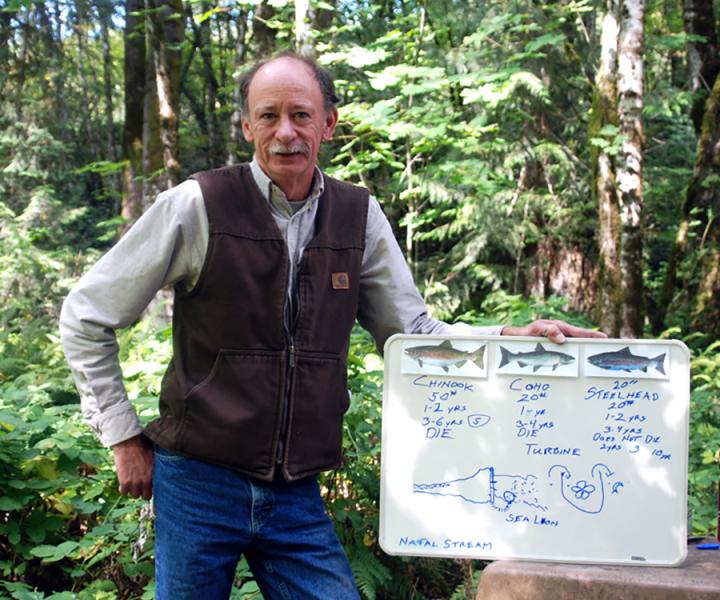 CHINOOK
50#
1-2 YRS
3-6 YRS 5
DIE
COHO
20#
1-YR
3-4 YRS
DIE
20"
STEELHEAD
20#
1-2 YRS
3-4 YRS
DOES NOT DIE
2 YRS 3 10 YR
TURBINE
SEA LION
NATAL STREAM